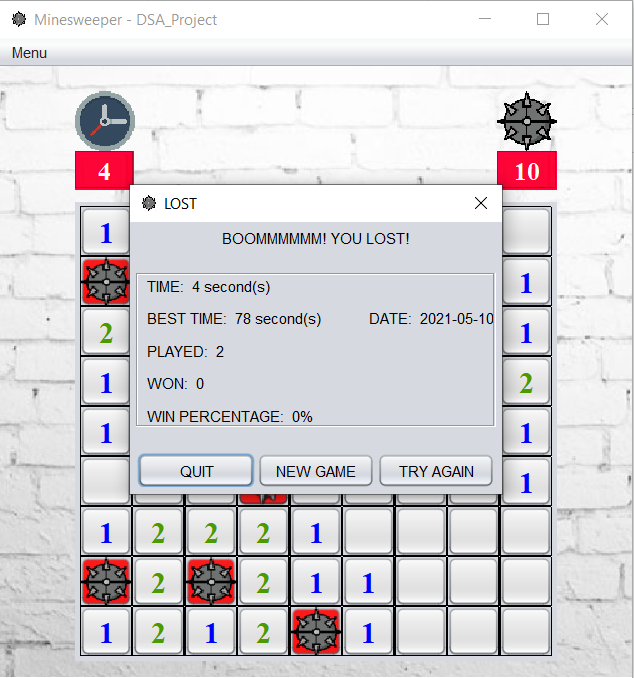 Minesweeper - DSA_Project
Menu
4 10
LOST
BOOMMMMMM! YOU LOST!
TIME: 4 second(s)
BEST TIME: 78 second(s) DATE: 2021-05-10
PLAYED: 2
WON: 0
WIN PERCENTAGE: 0%
QUIT NEW GAME TRY AGAIN
1
1
2 1
1 2
1
1
1 2 2 2 1
2 2 1 1
1 2 1 2 1